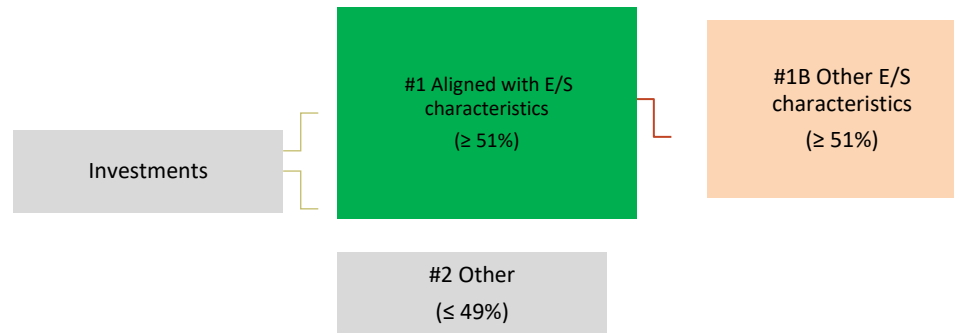 Investments
#1 Aligned with E/S
characteristics
(≥ 51%)
#1B Other E/S
characteristics
(≥ 51%)
#2 Other
(≤ 49%)